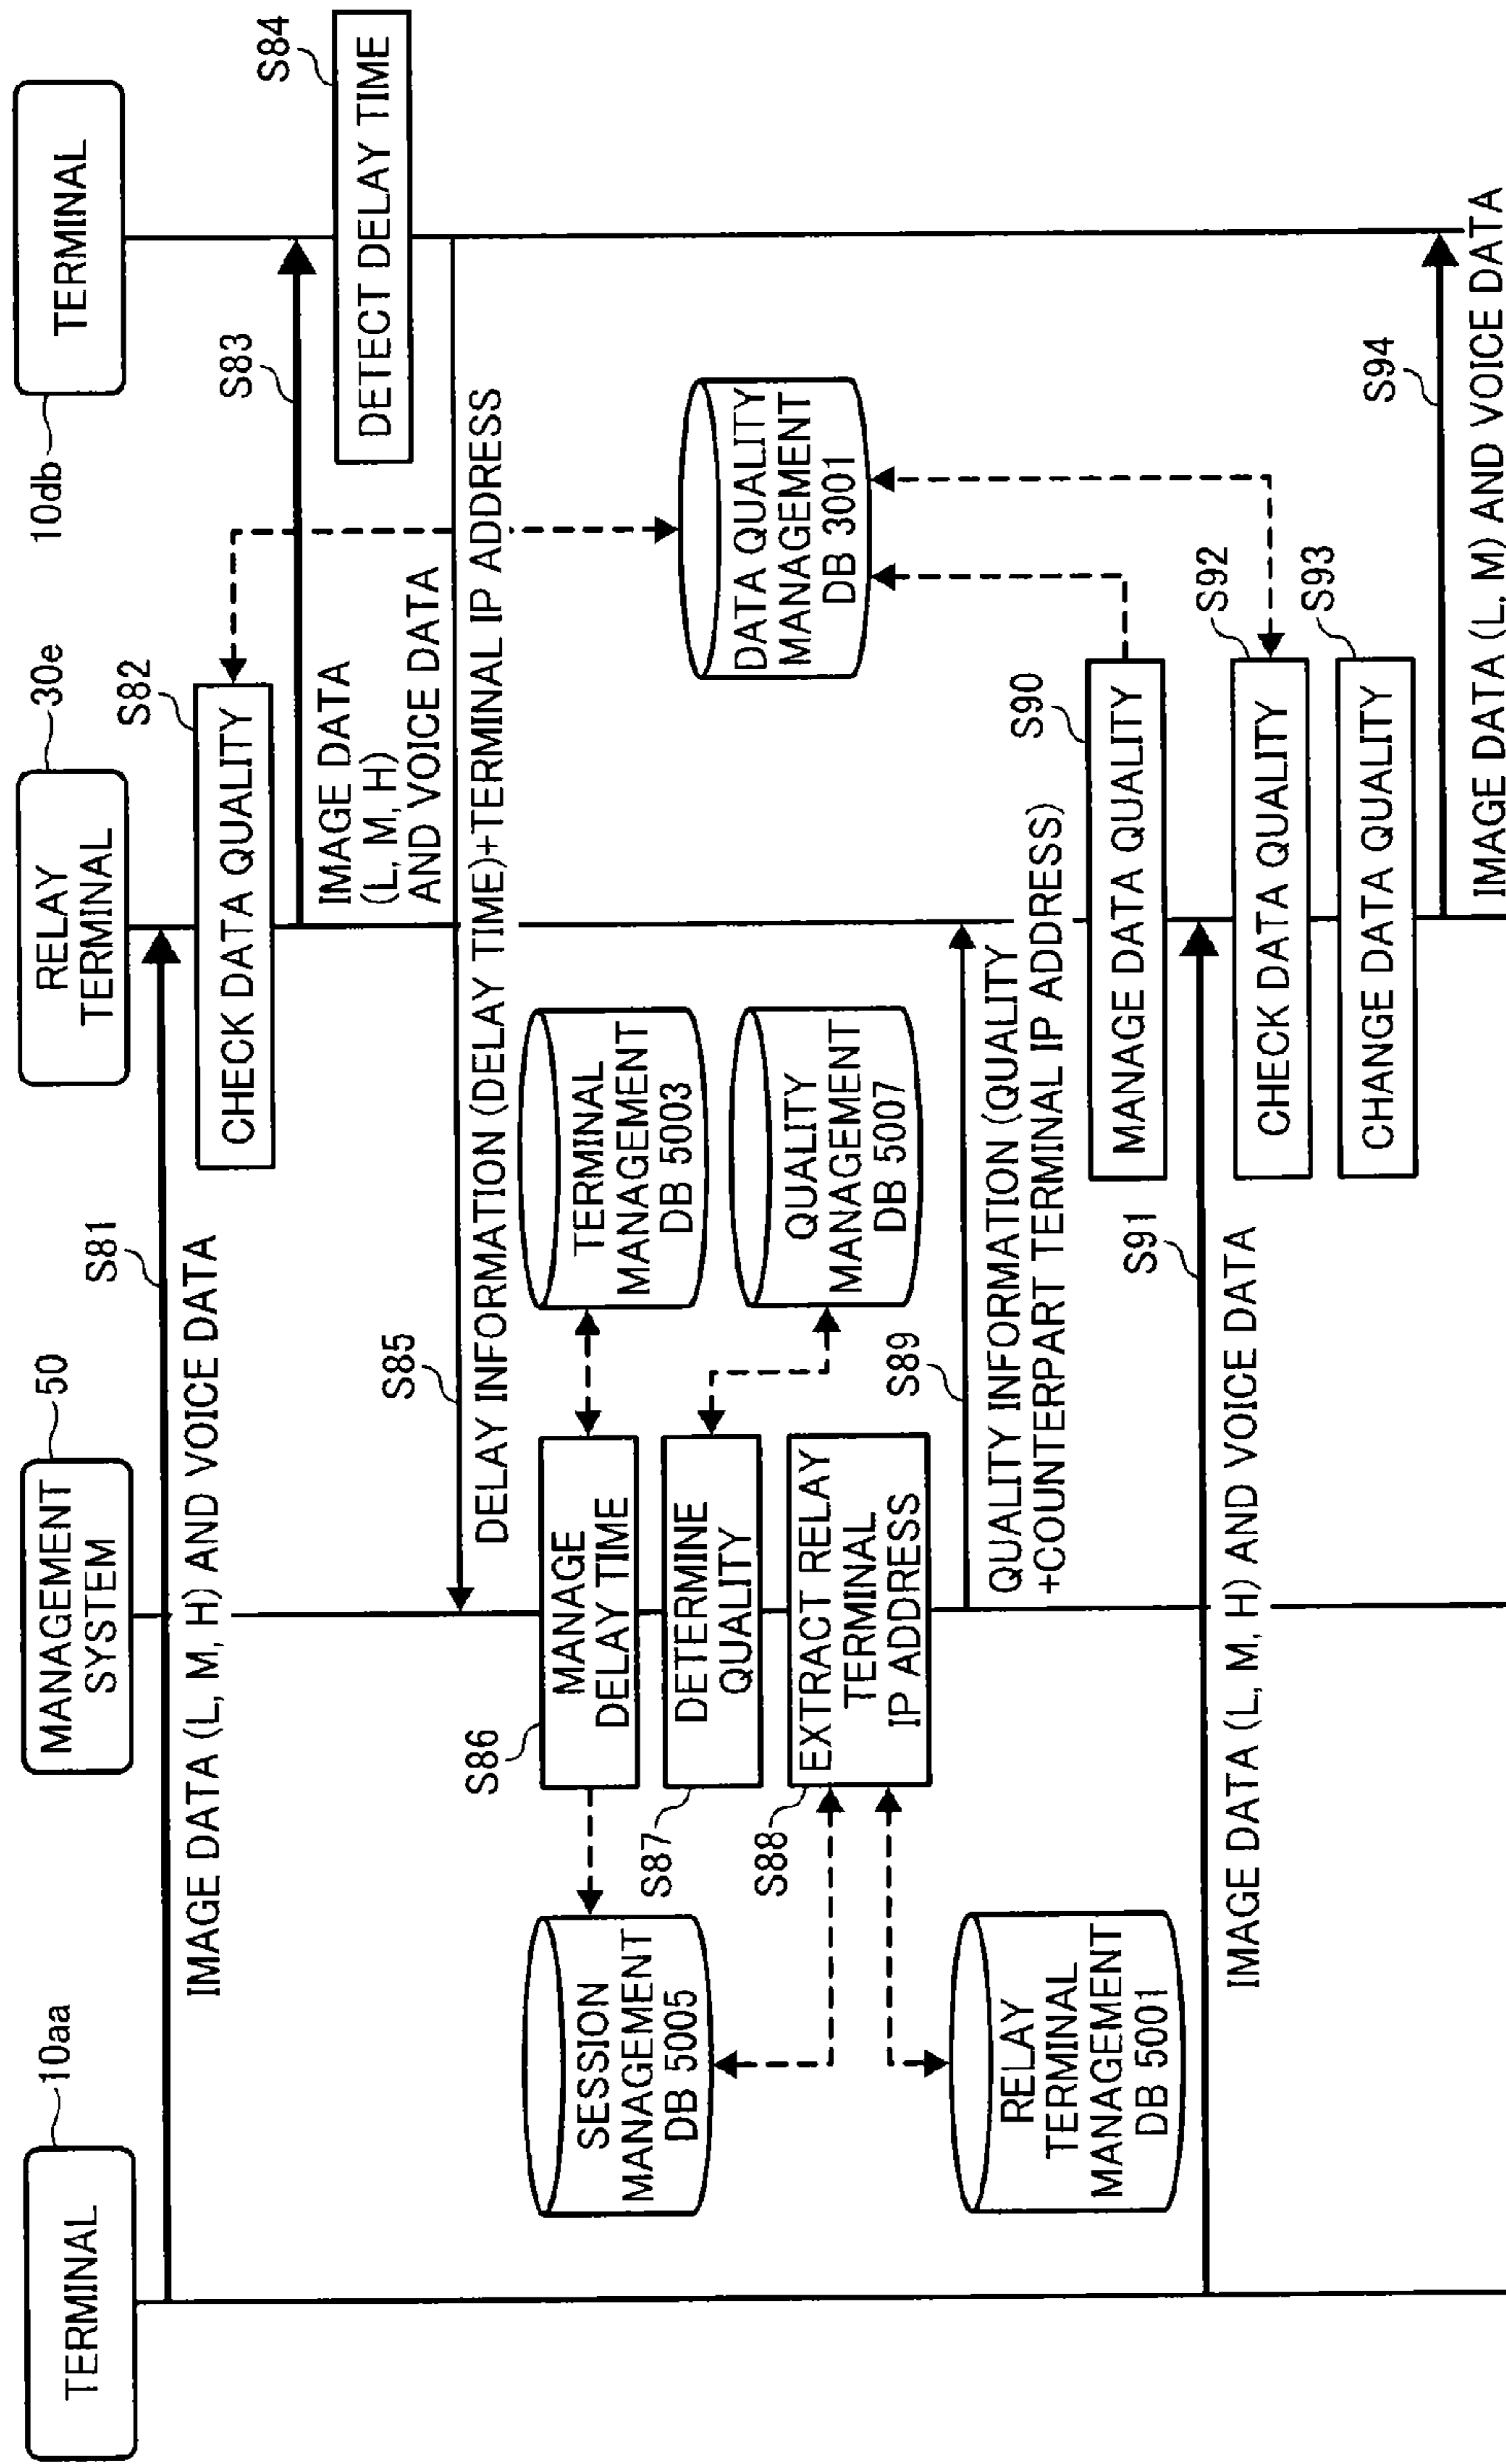 TERMINAL
10aa
MANAGEMENT
SYSTEM
50
RELAY
TERMINAL
30e
TERMINAL
10db
S81
IMAGE DATA (L, M, H) AND VOICE DATA
S82
CHECK DATA QUALITY
S83
IMAGE DATA
(L, M, H)
AND VOICE DATA
S84
DETECT DELAY TIME
S85
DELAY INFORMATION (DELAY TIME)+TERMINAL IP ADDRESS
S86
MANAGE
DELAY TIME
SESSION
MANAGEMENT
DB 5005
TERMINAL
MANAGEMENT
DB 5003
S87
DETERMINE
QUALITY
QUALITY
MANAGEMENT
DB 5007
DATA QUALITY
MANAGEMENT
DB 3001
S88
EXTRACT RELAY
TERMINAL
IP ADDRESS
RELAY
TERMINAL
MANAGEMENT
DB 5001
S89
QUALITY INFORMATION (QUALITY
+COUNTERPART TERMINAL IP ADDRESS)
S90
MANAGE DATA QUALITY
S91
IMAGE DATA (L, M, H) AND VOICE DATA
S92
CHECK DATA QUALITY
S93
CHANGE DATA QUALITY
S94
IMAGE DATA (L, M) AND VOICE DATA